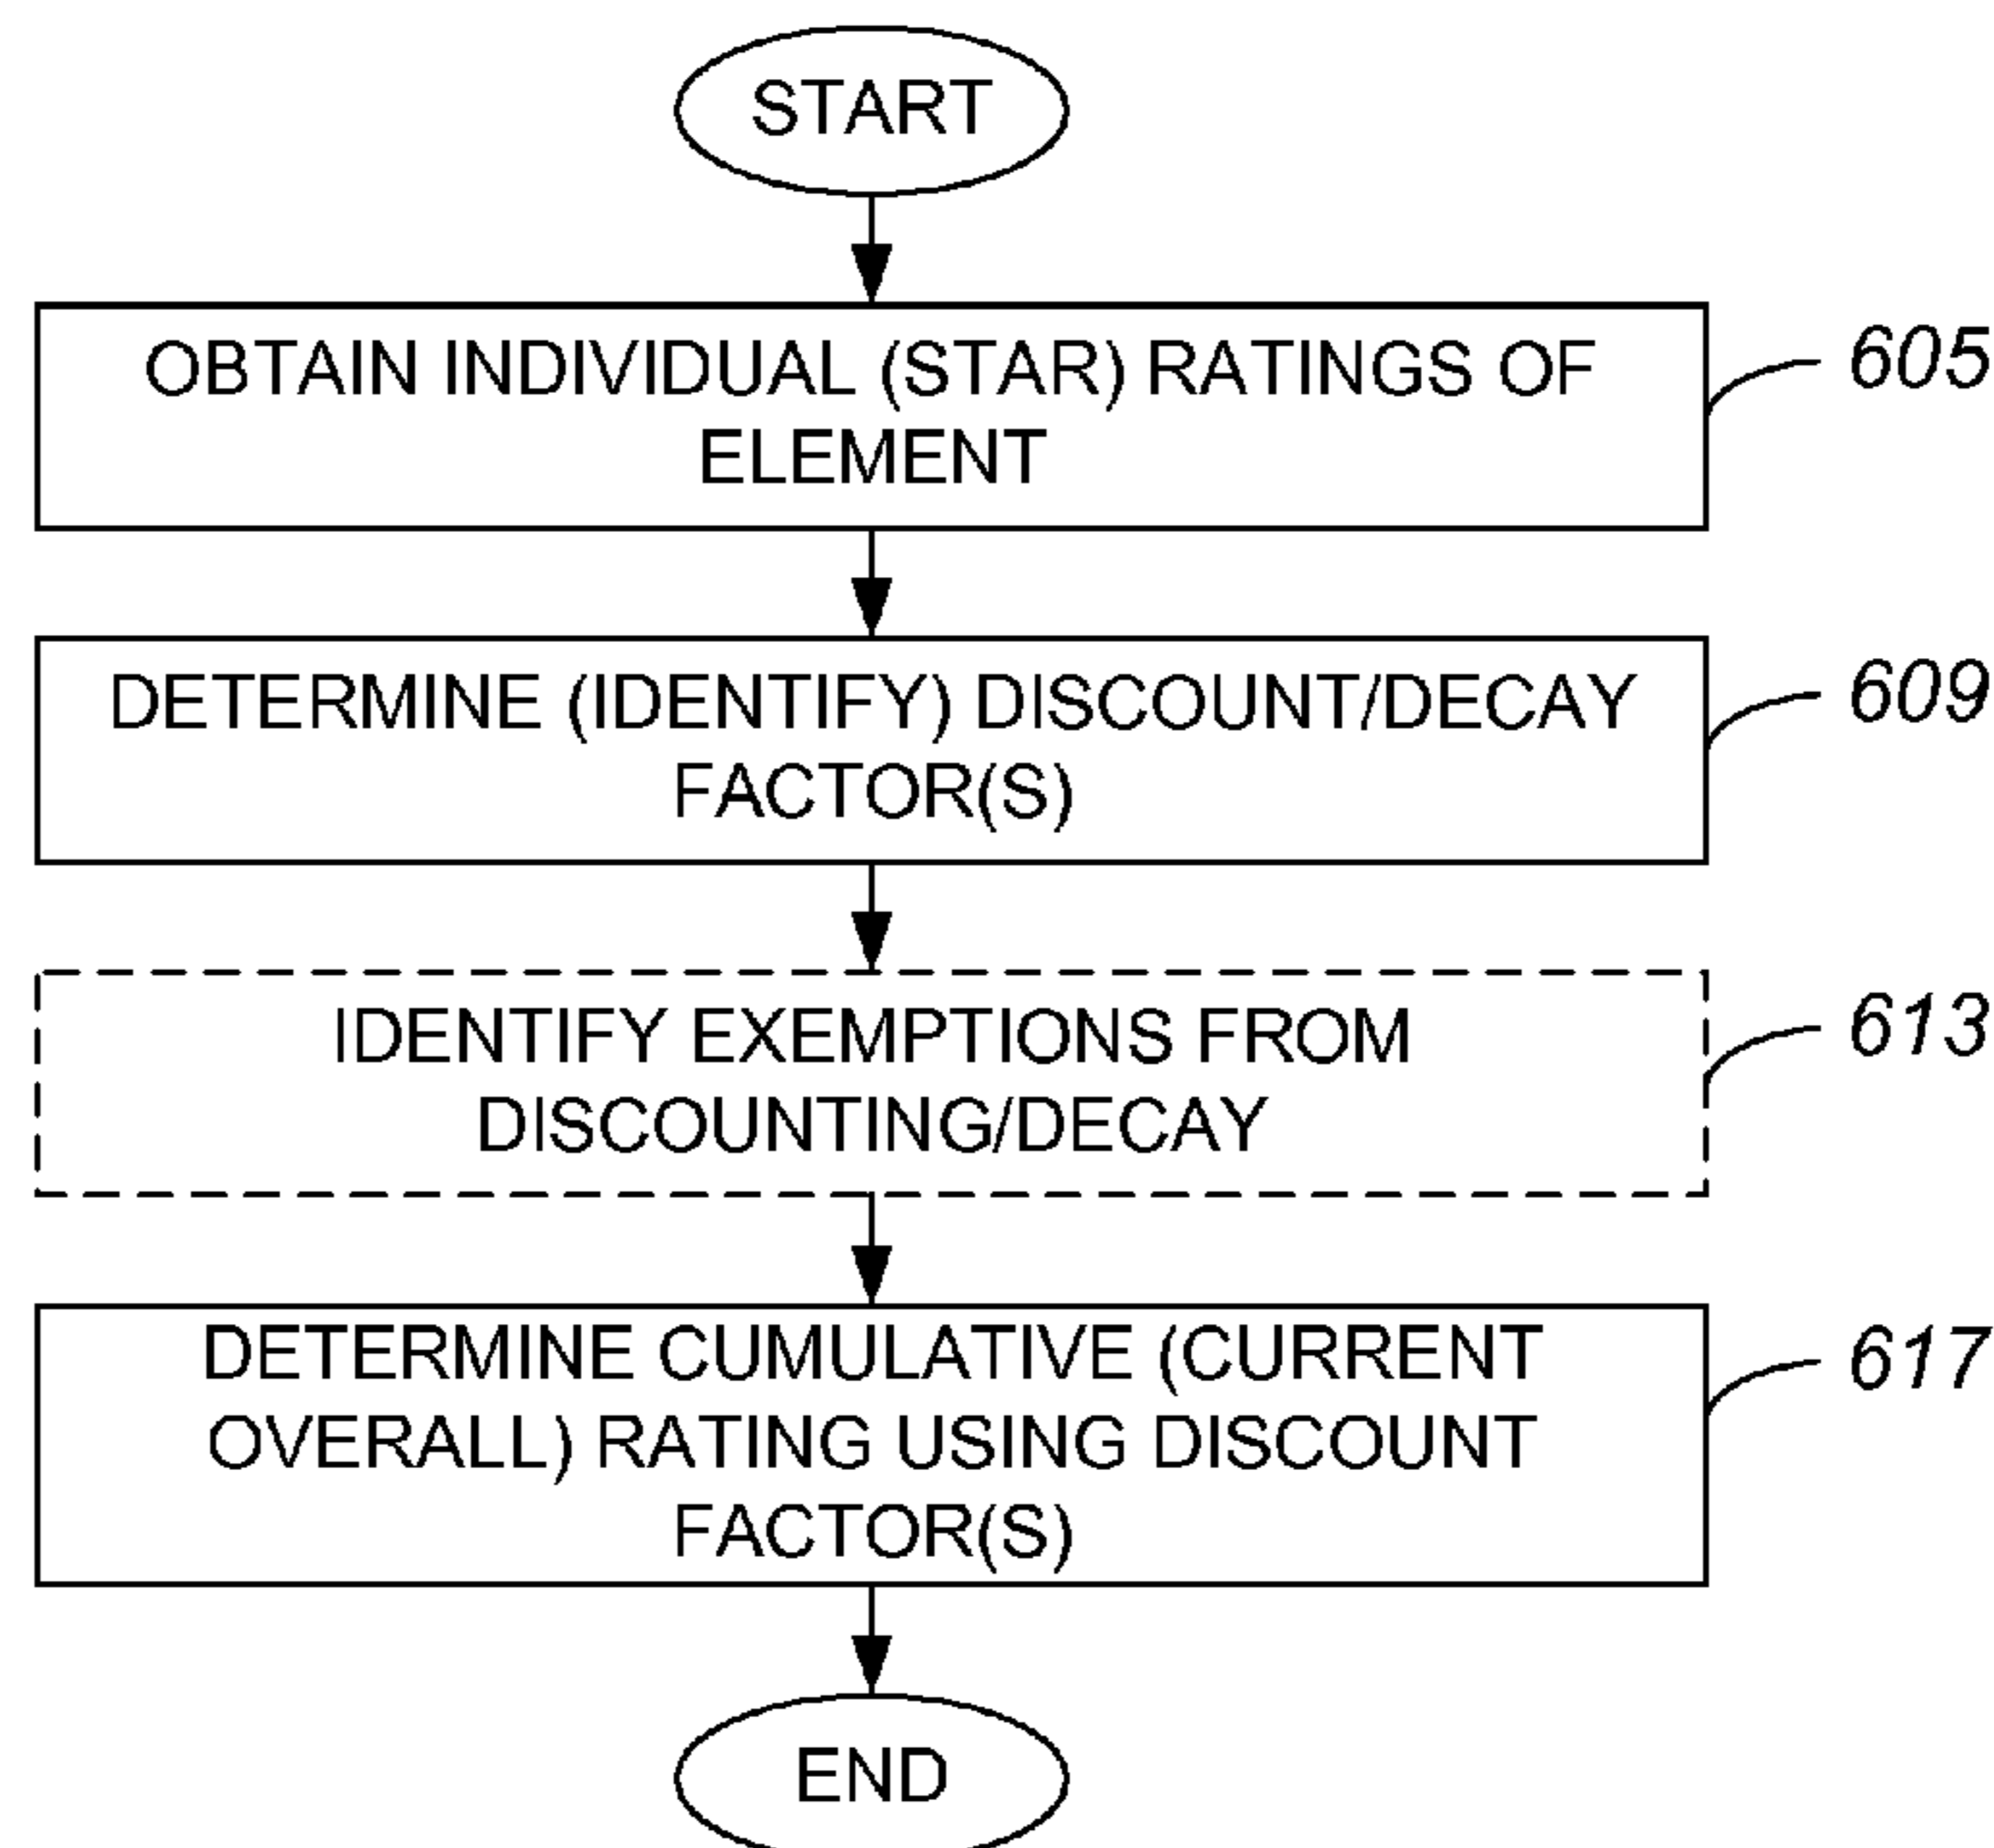 START
OBTAIN INDIVIDUAL (STAR) RATINGS OF
ELEMENT
605
DETERMINE (IDENTIFY) DISCOUNT/DECAY
FACTOR(S)
609
IDENTIFY EXEMPTIONS FROM
DISCOUNTING/DECAY
613
DETERMINE CUMULATIVE (CURRENT
OVERALL) RATING USING DISCOUNT
FACTOR(S)
617
END